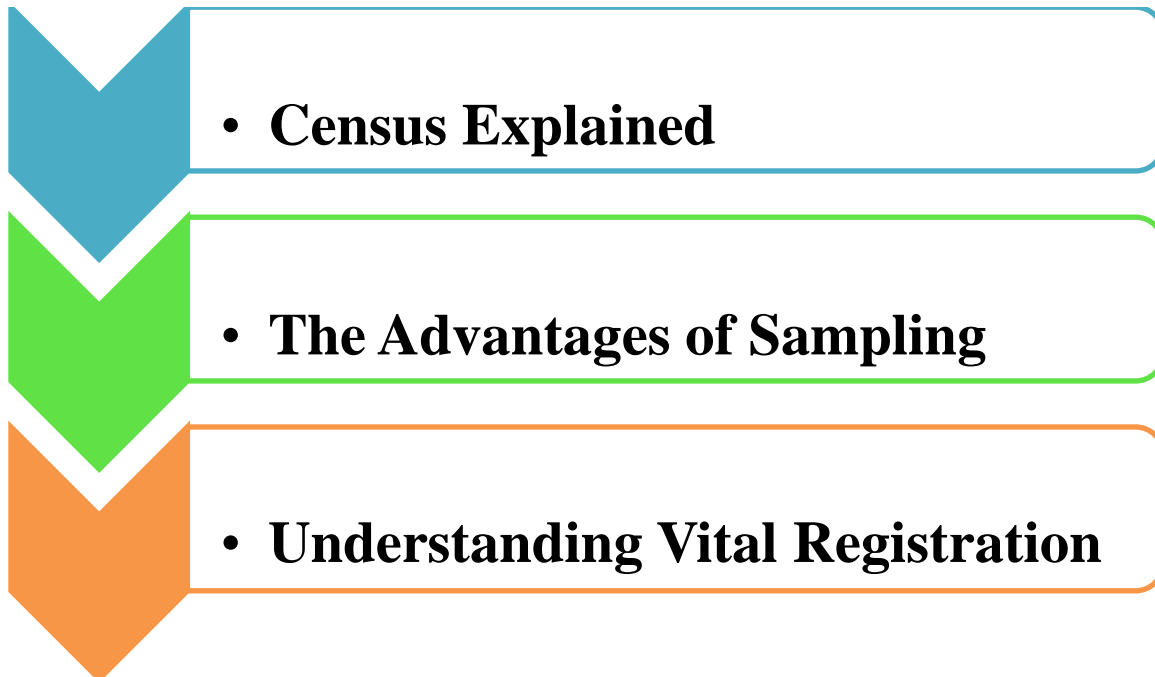 • Census Explained
• The Advantages of Sampling
• Understanding Vital Registration